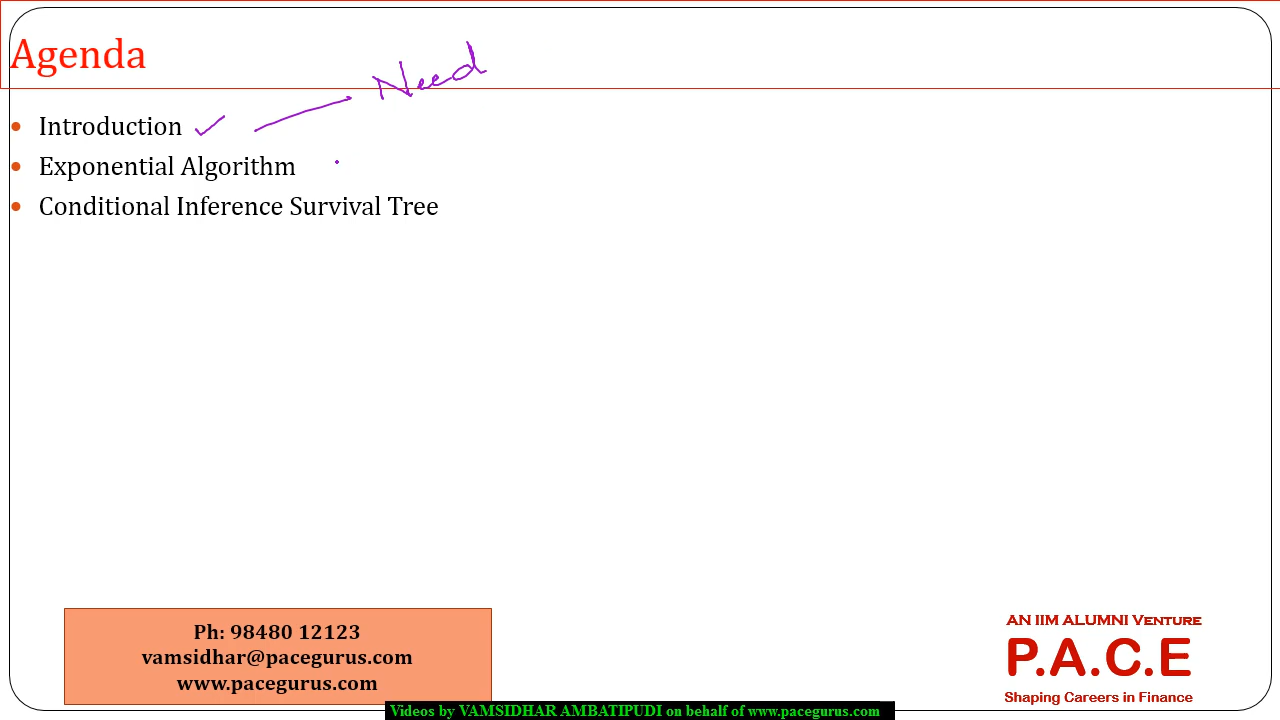 Agenda
Need
Introduction
Exponential Algorithm
Conditional Inference Survival Tree
Ph: 98480 12123
vamsidhar@pacegurus.com
www.pacegurus.com
AN IIM ALUMNI VENTURE
P.A.C.E
Shaping Careers in Finance
Videos by VAMSIDHAR AMBATIPUDI on behalf of www.pacegurus.com